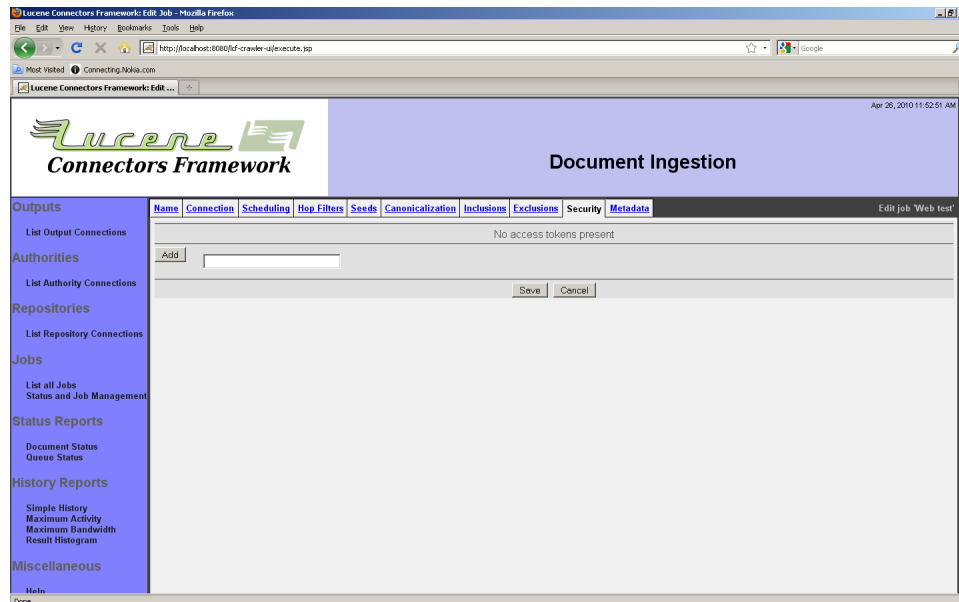 Lucene Connectors Framework: Edit Job - Mozilla Firefox
File Edit View History Bookmarks Tools Help
http://localhost:8080/lcf-crawler-ui/execute.jsp
Google
Most Visited Connecting.Nokia.com
Lucene Connectors Framework: Edit ...
Apr 26, 2010 11:52:51 AM
Lucene
Connectors Framework
Document Ingestion
Outputs
Name Connection Scheduling Hop Filters Seeds Canonicalization Inclusions Exclusions Security Metadata
Edit job 'Web test'
List Output Connections
No access tokens present
Authorities
Add
List Authority Connections
Save Cancel
Repositories
List Repository Connections
Jobs
List all Jobs
Status and Job Management
Status Reports
Document Status
Queue Status
History Reports
Simple History
Maximum Activity
Maximum Bandwidth
Result Histogram
Miscellaneous
Help
Done